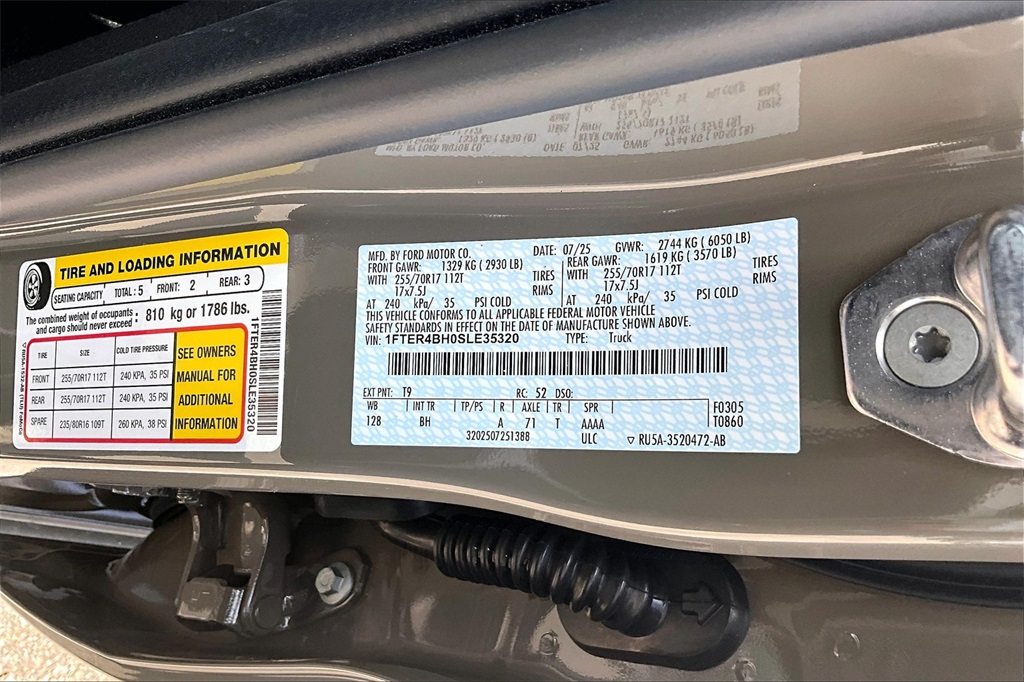 TIRE AND LOADING INFORMATION
SEATING CAPACITY TOTAL: 5 FRONT: 2 REAR: 3
The combined weight of occupants
and cargo should never exceed : 810 kg or 1786 lbs.
TIRE SIZE COLD TIRE PRESSURE
FRONT 255/70R17 112T 240 KPA, 35 PSI
REAR 255/70R17 112T 240 KPA, 35 PSI
SPARE 235/80R16 109T 260 KPA, 38 PSI
SEE OWNERS
MANUAL FOR
ADDITIONAL
INFORMATION
1FTER4BH0SLE35320
MFD. BY FORD MOTOR CO. DATE: 07/25 GVWR: 2744 KG ( 6050 LB)
FRONT GAWR: 1329 KG ( 2930 LB) REAR GAWR: 1619 KG ( 3570 LB)
WITH 255/70R17 112T TIRES WITH 255/70R17 112T TIRES
17x7.5J RIMS 17x7.5J RIMS
AT 240 kPa/ 35 PSI COLD AT 240 kPa/ 35 PSI COLD
THIS VEHICLE CONFORMS TO ALL APPLICABLE FEDERAL MOTOR VEHICLE
SAFETY STANDARDS IN EFFECT ON THE DATE OF MANUFACTURE SHOWN ABOVE.
VIN: 1FTER4BH0SLE35320 TYPE: Truck
EXT PNT: T9 RC: 52 DSO:
WB INT TR TP/PS R AXLE TR SPR F0305
128 BH A 71 T AAAA T0860
3202507251388 ULC RU5A-3520472-AB